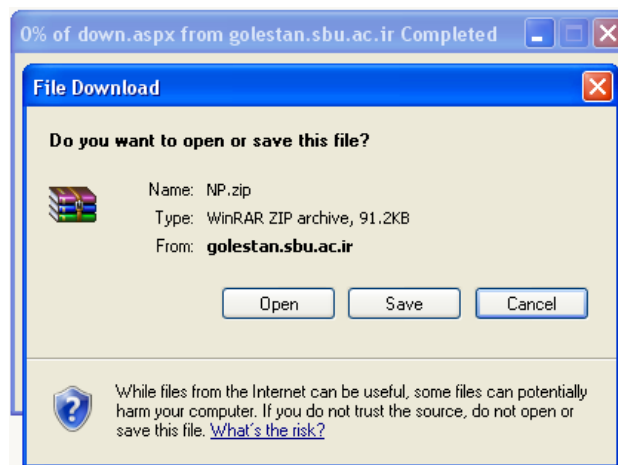 0% of down.aspx from golestan.sbu.ac.ir Completed
File Download
Do you want to open or save this file?
Name: NP.zip
Type: WinRAR ZIP archive, 91.2KB
From: golestan.sbu.ac.ir
Open Save Cancel
While files from the Internet can be useful, some files can potentially
harm your computer. If you do not trust the source, do not open or
save this file. What's the risk?